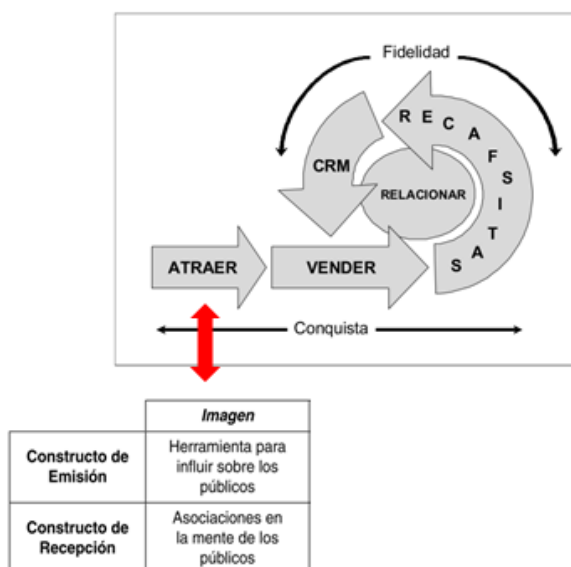 Fidelidad
SATISFACER
CRM
RELACIONAR
ATRAER
VENDER
Conquista
Imagen
Constructo de
Emisión
Herramienta para
influir sobre los
públicos
Constructo de
Recepción
Asociaciones en
la mente de los
públicos